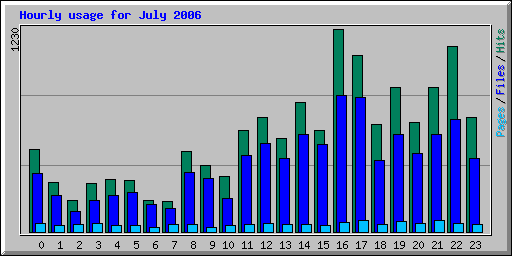 Hourly usage for July 2006
1230
Pages / Files / Hits
0 1 2 3 4 5 6 7 8 9 10 11 12 13 14 15 16 17 18 19 20 21 22 23